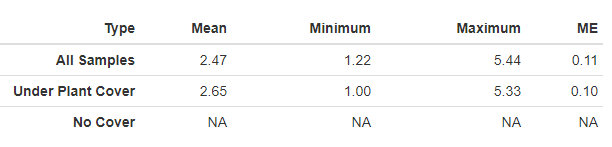 Type Mean Minimum Maximum ME
All Samples 2.47 1.22 5.44 0.11
Under Plant Cover 2.65 1.00 5.33 0.10
No Cover NA NA NA NA